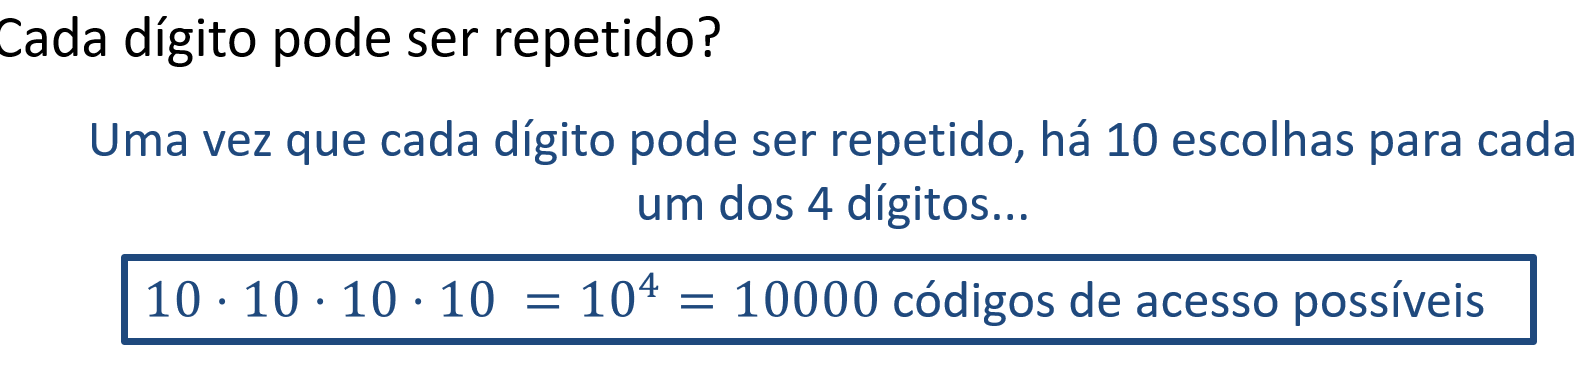 Cada dígito pode ser repetido?
Uma vez que cada dígito pode ser repetido, há 10 escolhas para cada
um dos 4 dígitos...
10 · 10 · 10 · 10 = 10⁴ = 10000 códigos de acesso possíveis